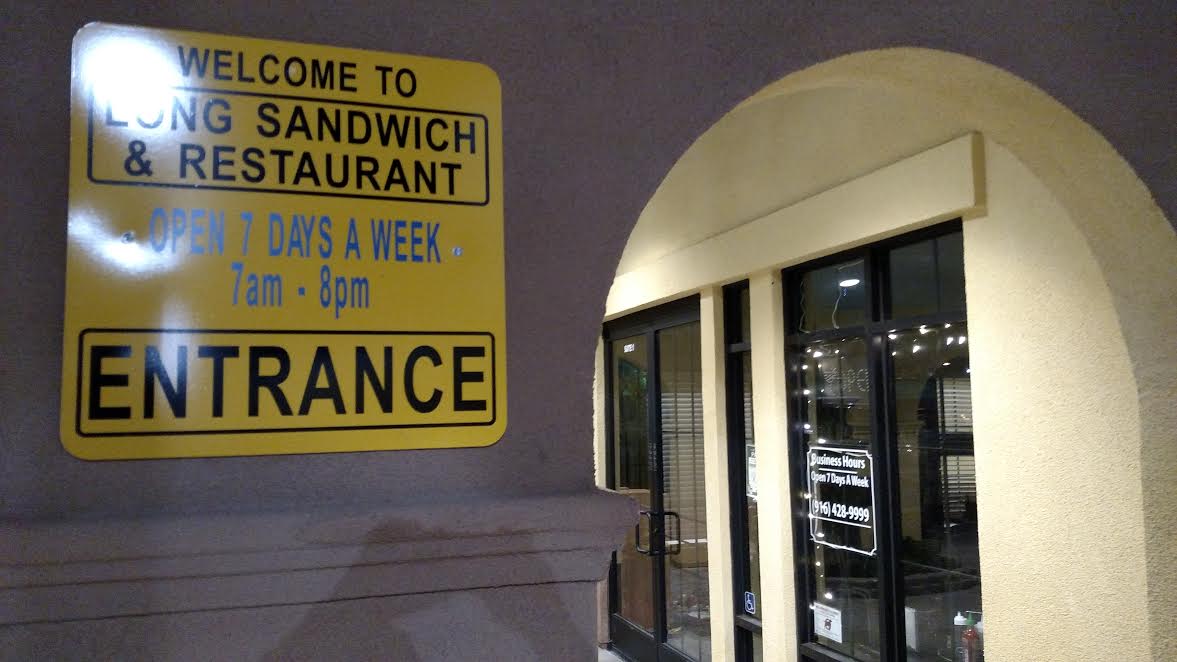 WELCOME TO
LONG SANDWICH
& RESTAURANT
OPEN 7 DAYS A WEEK
7am - 8pm
ENTRANCE
Business Hours
Open 7 Days A Week
(916) 428-9999